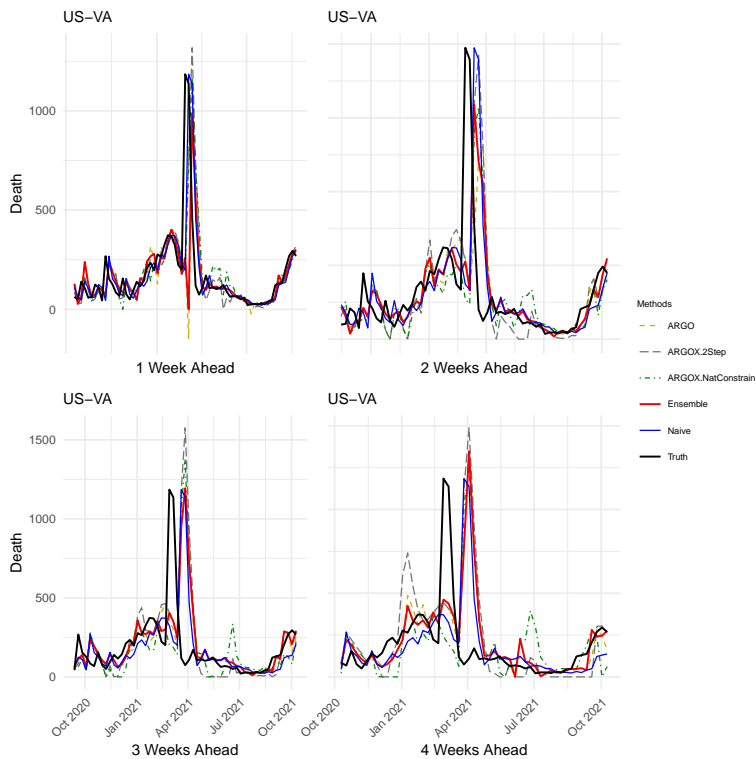 US−VA
US−VA
1000
500
0
Death
1 Week Ahead
2 Weeks Ahead
Methods
ARGO
ARGOX.2Step
ARGOX.NatConstrain
Ensemble
Naive
Truth
US−VA
US−VA
1500
1000
500
0
Death
Oct 2020
Jan 2021
Apr 2021
Jul 2021
Oct 2021
Oct 2020
Jan 2021
Apr 2021
Jul 2021
Oct 2021
3 Weeks Ahead
4 Weeks Ahead